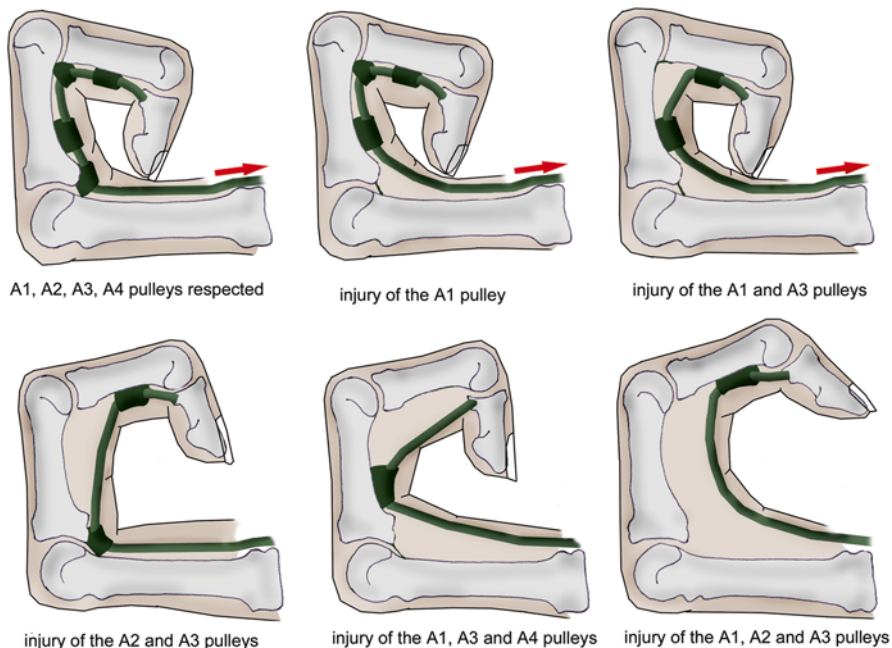 A1, A2, A3, A4 pulleys respected
injury of the A1 pulley
injury of the A1 and A3 pulleys
injury of the A2 and A3 pulleys
injury of the A1, A3 and A4 pulleys
injury of the A1, A2 and A3 pulleys